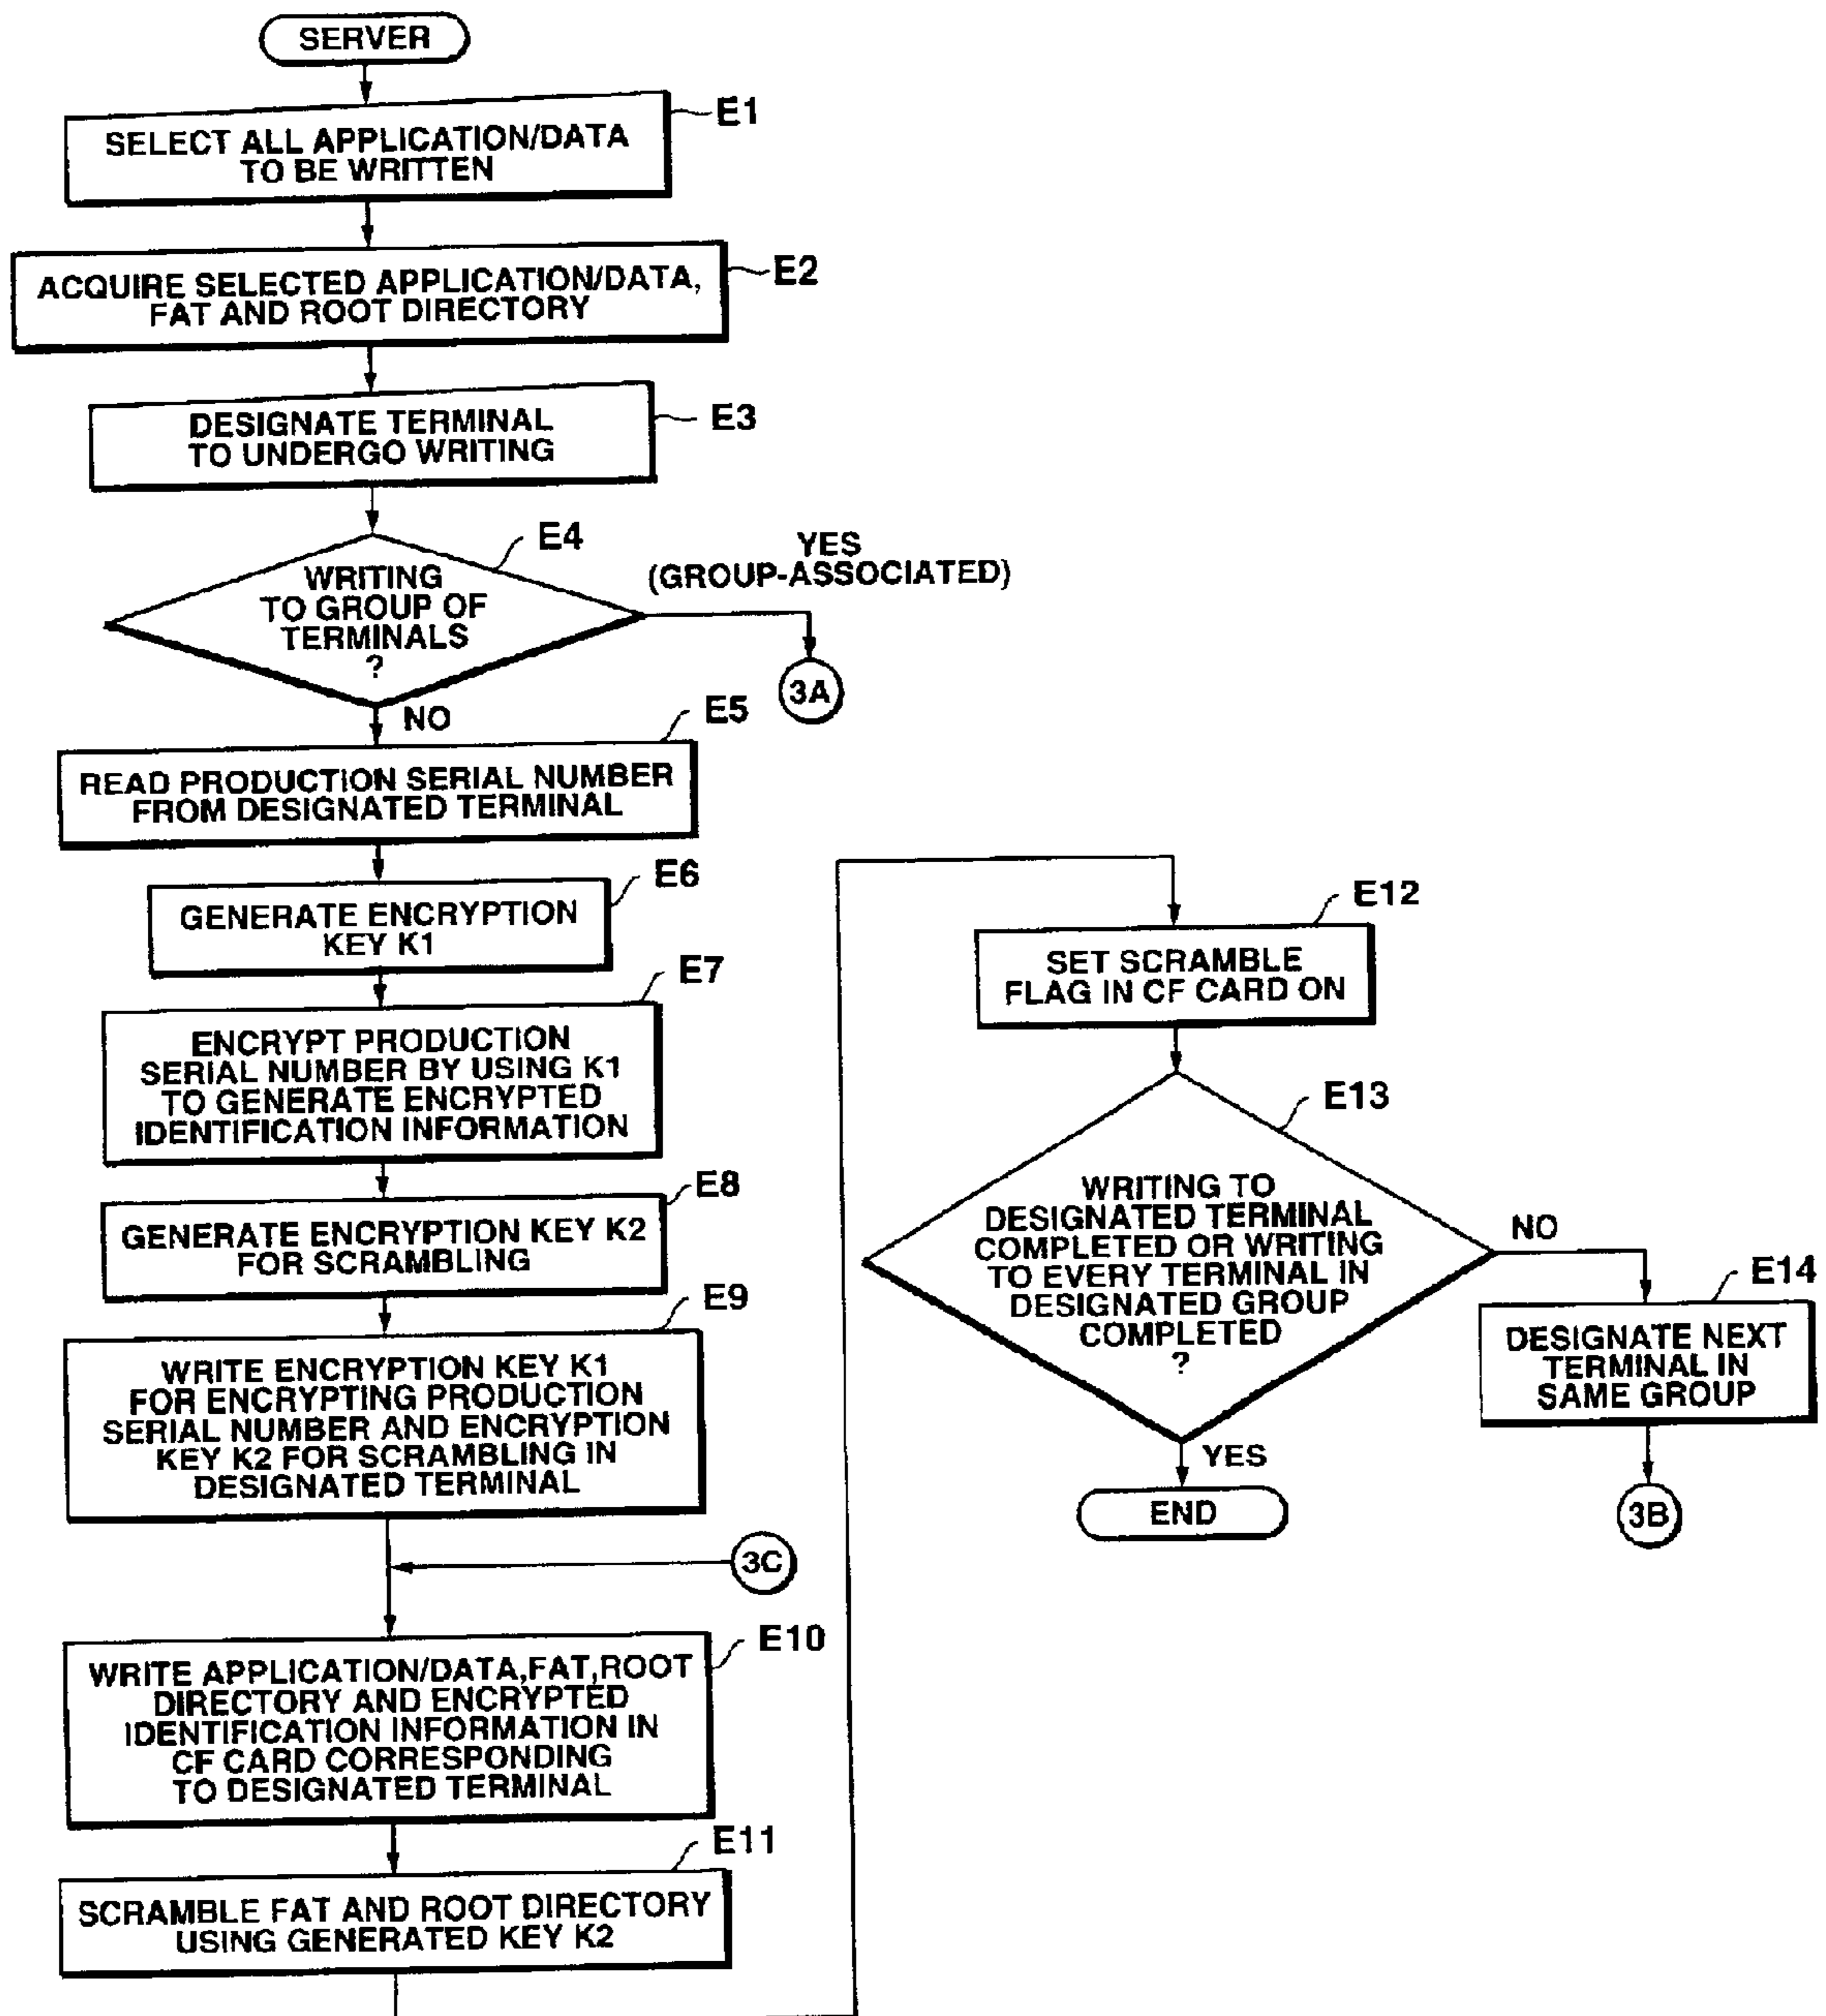 SERVER
E1
SELECT ALL APPLICATION/DATA
TO BE WRITTEN
E2
ACQUIRE SELECTED APPLICATION/DATA,
FAT AND ROOT DIRECTORY
E3
DESIGNATE TERMINAL
TO UNDERGO WRITING
E4
WRITING
TO GROUP OF
TERMINALS
?
YES
(GROUP-ASSOCIATED)
3A
NO
E5
READ PRODUCTION SERIAL NUMBER
FROM DESIGNATED TERMINAL
E6
GENERATE ENCRYPTION
KEY K1
E7
ENCRYPT PRODUCTION
SERIAL NUMBER BY USING K1
TO GENERATE ENCRYPTED
IDENTIFICATION INFORMATION
E8
GENERATE ENCRYPTION KEY K2
FOR SCRAMBLING
E9
WRITE ENCRYPTION KEY K1
FOR ENCRYPTING PRODUCTION
SERIAL NUMBER AND ENCRYPTION
KEY K2 FOR SCRAMBLING IN
DESIGNATED TERMINAL
3C
E10
WRITE APPLICATION/DATA,FAT,ROOT
DIRECTORY AND ENCRYPTED
IDENTIFICATION INFORMATION IN
CF CARD CORRESPONDING
TO DESIGNATED TERMINAL
E11
SCRAMBLE FAT AND ROOT DIRECTORY
USING GENERATED KEY K2
E12
SET SCRAMBLE
FLAG IN CF CARD ON
E13
WRITING TO
DESIGNATED TERMINAL
COMPLETED OR WRITING
TO EVERY TERMINAL IN
DESIGNATED GROUP
COMPLETED
?
NO
E14
DESIGNATE NEXT
TERMINAL IN
SAME GROUP
3B
YES
END